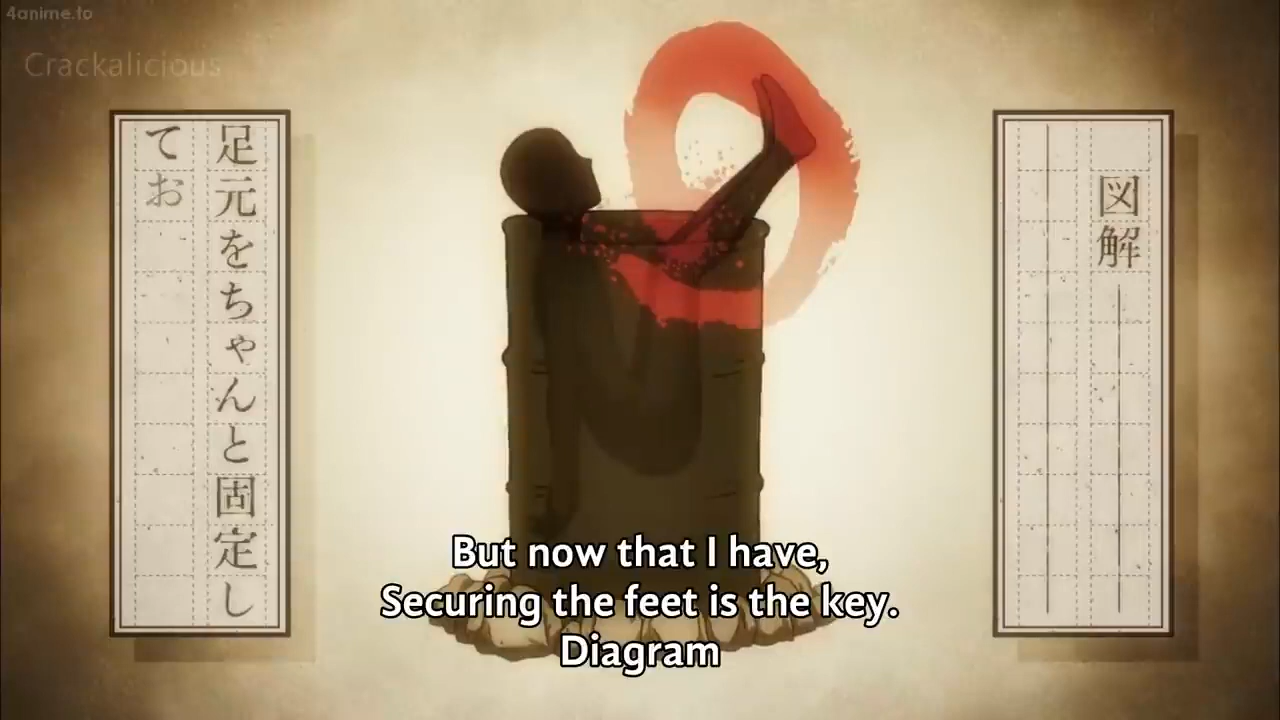 4anime.to
Crackalicious
図解
足元をちゃんと固定し
てお
But now that I have,
Securing the feet is the key.
Diagram